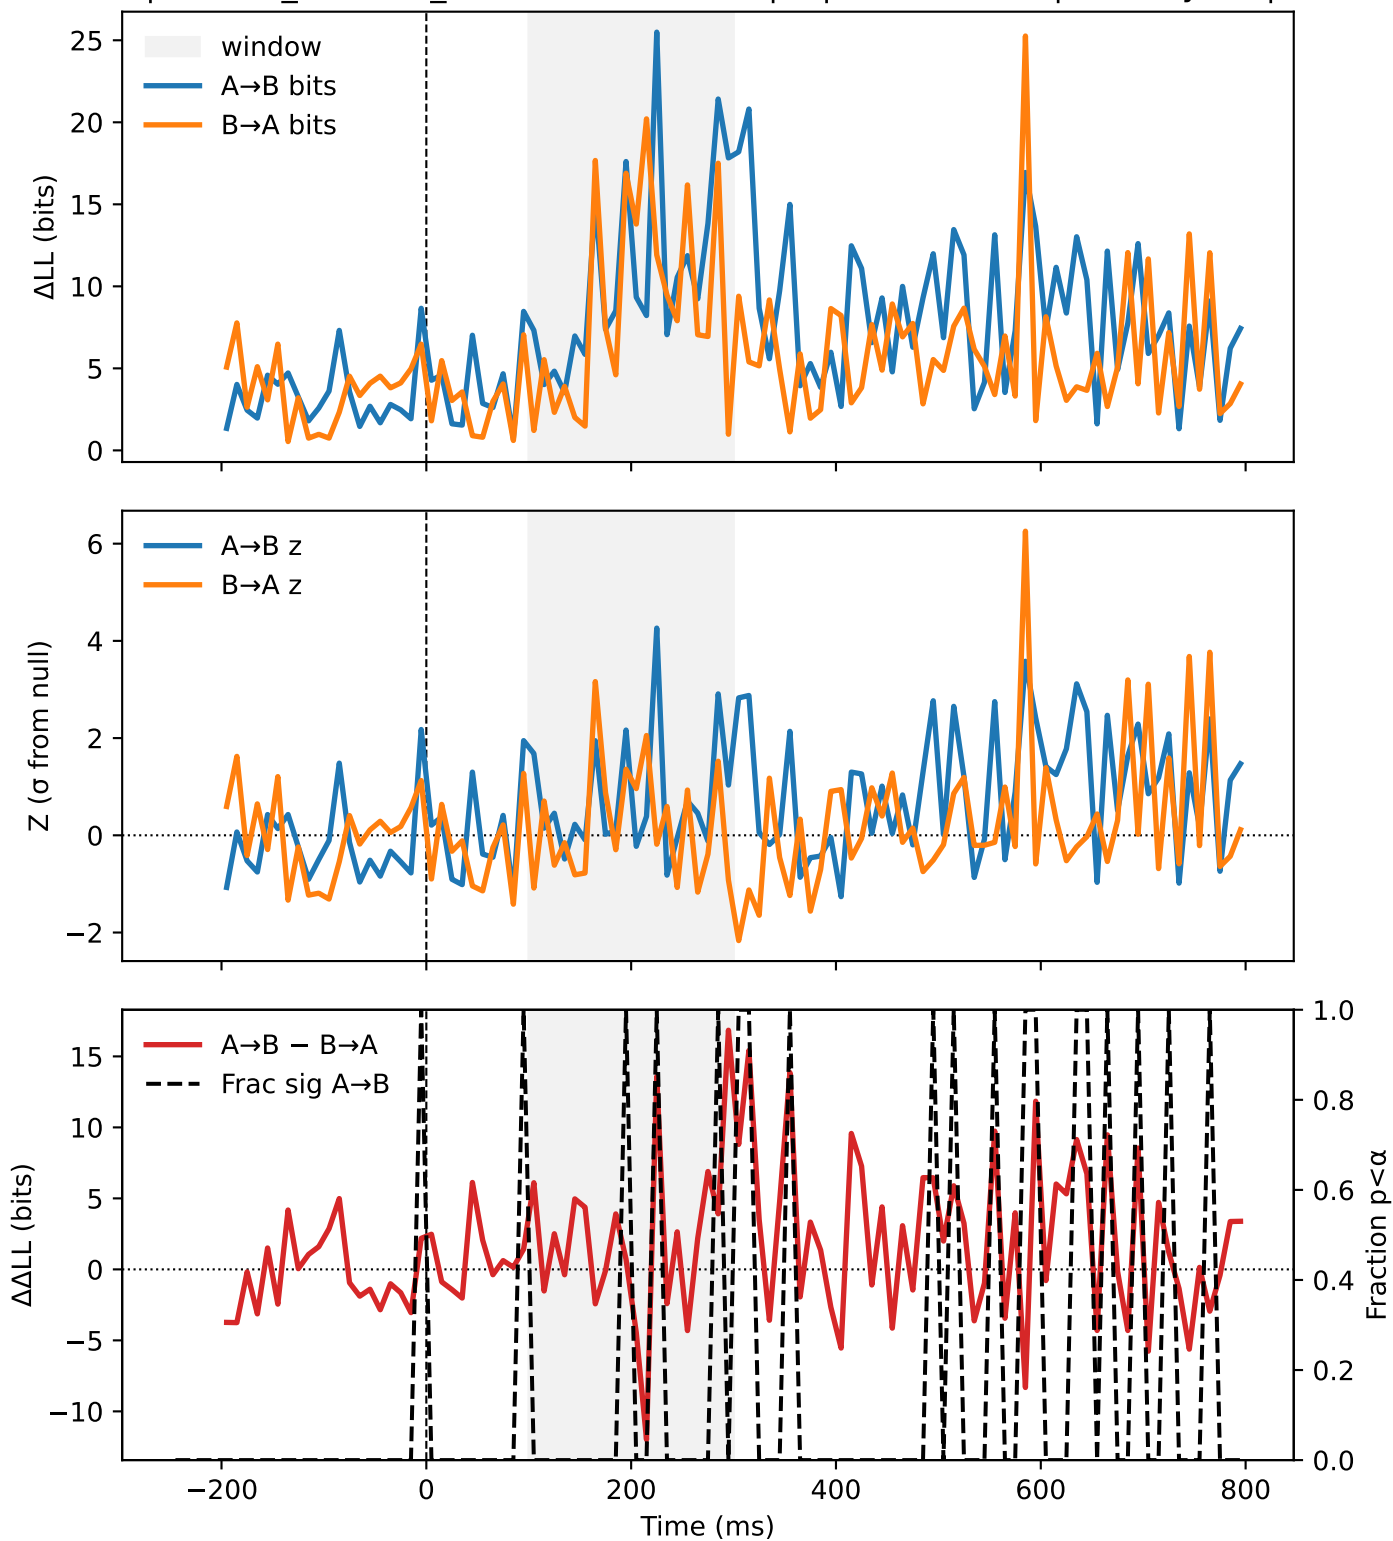 25
20
15
10
5
0
ΔLL (bits)
window
A→B bits
B→A bits
6
4
2
0
−2
Z (σ from null)
A→B z
B→A z
15
10
5
0
−5
−10
ΔΔLL (bits)
A→B − B→A
Frac sig A→B
1.0
0.8
0.6
0.4
0.2
0.0
Fraction p<α
−200
0
200
400
600
800
Time (ms)